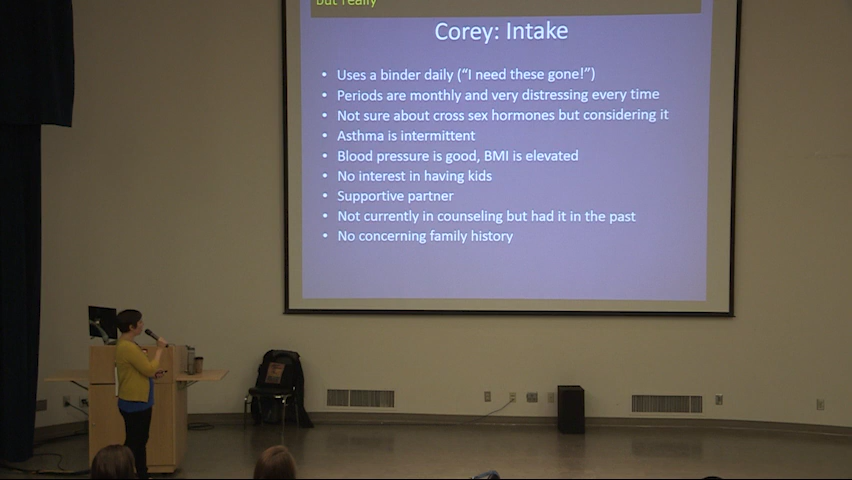 but really
Corey: Intake
• Uses a binder daily (“I need these gone!”)
• Periods are monthly and very distressing every time
• Not sure about cross sex hormones but considering it
• Asthma is intermittent
• Blood pressure is good, BMI is elevated
• No interest in having kids
• Supportive partner
• Not currently in counseling but had it in the past
• No concerning family history